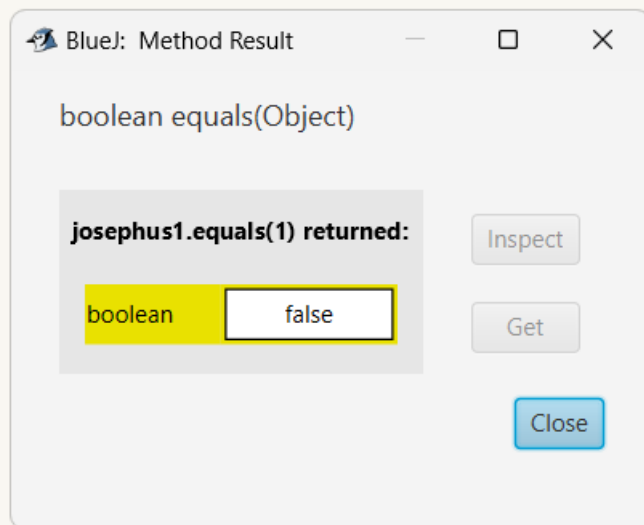 BlueJ: Method Result
boolean equals(Object)
josephus1.equals(1) returned:
boolean false
Inspect
Get
Close